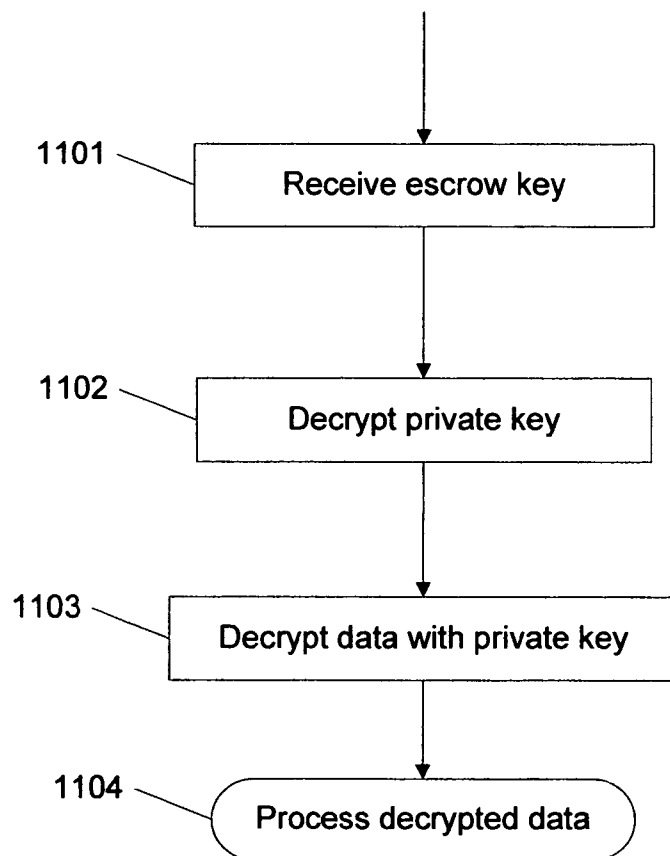 1101
Receive escrow key
1102
Decrypt private key
1103
Decrypt data with private key
1104
Process decrypted data